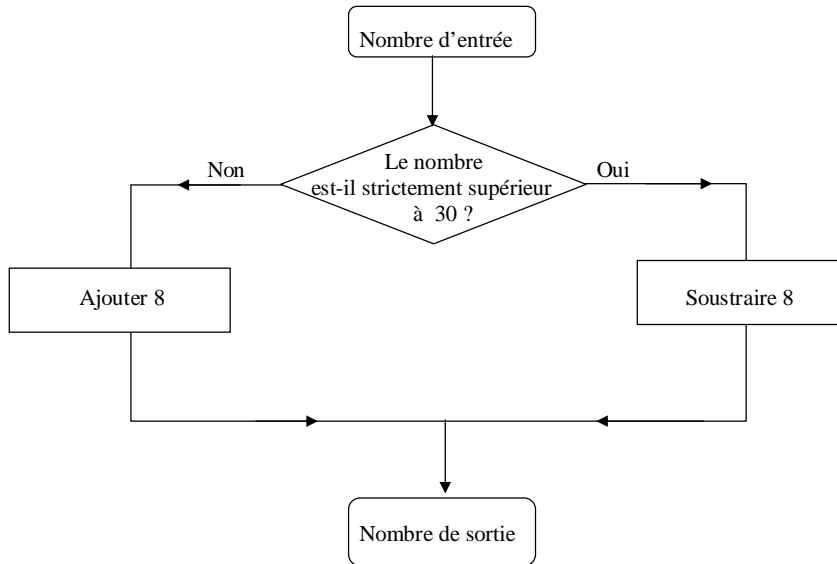 Nombre d'entrée
Le nombre
est-il strictement supérieur
à 30 ?
Non
Oui
Ajouter 8
Soustraire 8
Nombre de sortie